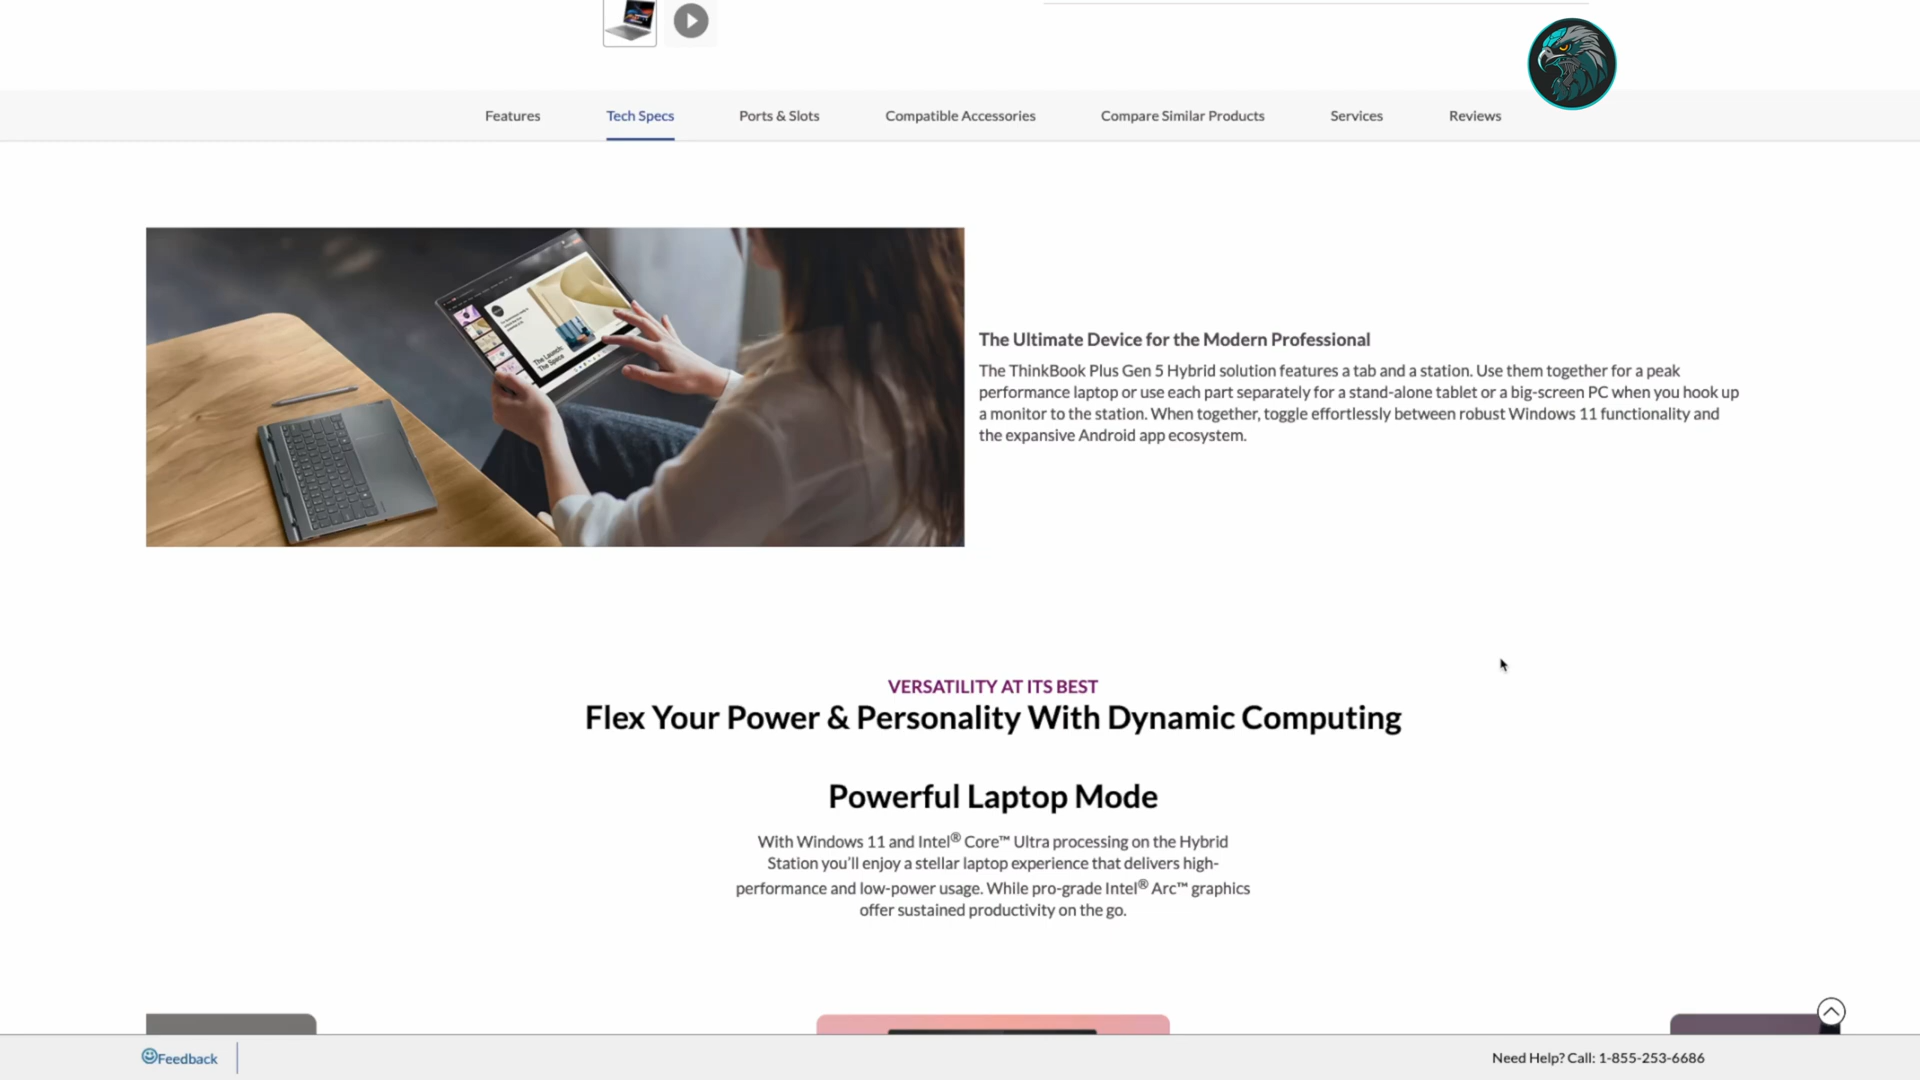 Features
Tech Specs
Ports & Slots
Compatible Accessories
Compare Similar Products
Services
Reviews
The Ultimate Device for the Modern Professional
The ThinkBook Plus Gen 5 Hybrid solution features a tab and a station. Use them together for a peak
performance laptop or use each part separately for a stand-alone tablet or a big-screen PC when you hook up
a monitor to the station. When together, toggle effortlessly between robust Windows 11 functionality and
the expansive Android app ecosystem.
The Launch:
The Space
VERSATILITY AT ITS BEST
Flex Your Power & Personality With Dynamic Computing
Powerful Laptop Mode
With Windows 11 and Intel® Core™ Ultra processing on the Hybrid
Station you'll enjoy a stellar laptop experience that delivers high-
performance and low-power usage. While pro-grade Intel® Arc™ graphics
offer sustained productivity on the go.
Feedback
Need Help? Call: 1-855-253-6686